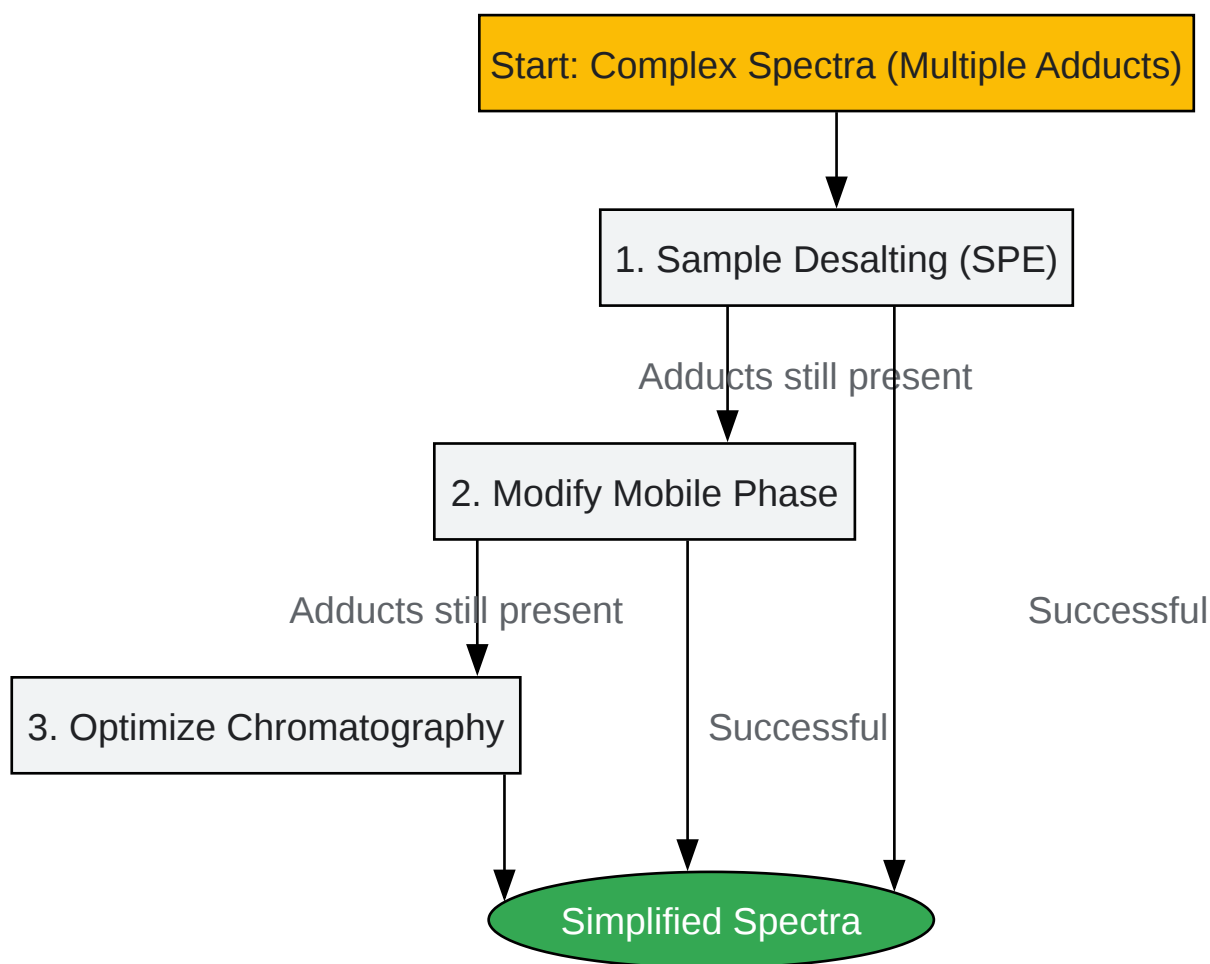 Start: Complex Spectra (Multiple Adducts)
1. Sample Desalting (SPE)
Adducts still present
2. Modify Mobile Phase
Adducts still present
Successful
3. Optimize Chromatography
Successful
Simplified Spectra